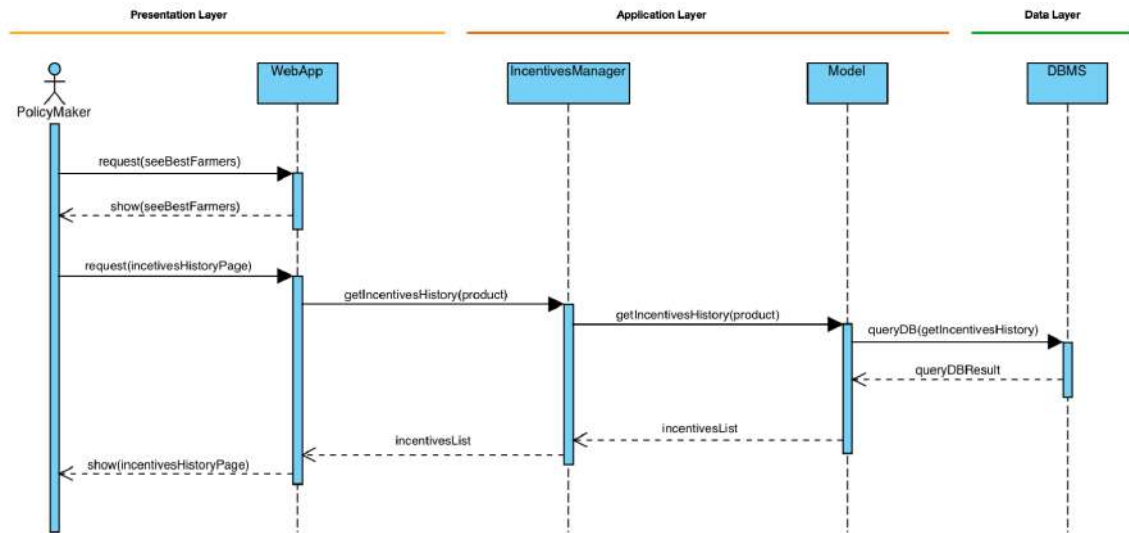 Presentation Layer
Application Layer
Data Layer
WebApp
IncentivesManager
Model
DBMS
PolicyMaker
request(seeBestFarmers)
show(seeBestFarmers)
request(incetivesHistoryPage)
getIncentivesHistory(product)
getIncentivesHistory(product)
queryDB(getIncentivesHistory)
queryDBResult
incentivesList
incentivesList
show(incentivesHistoryPage)